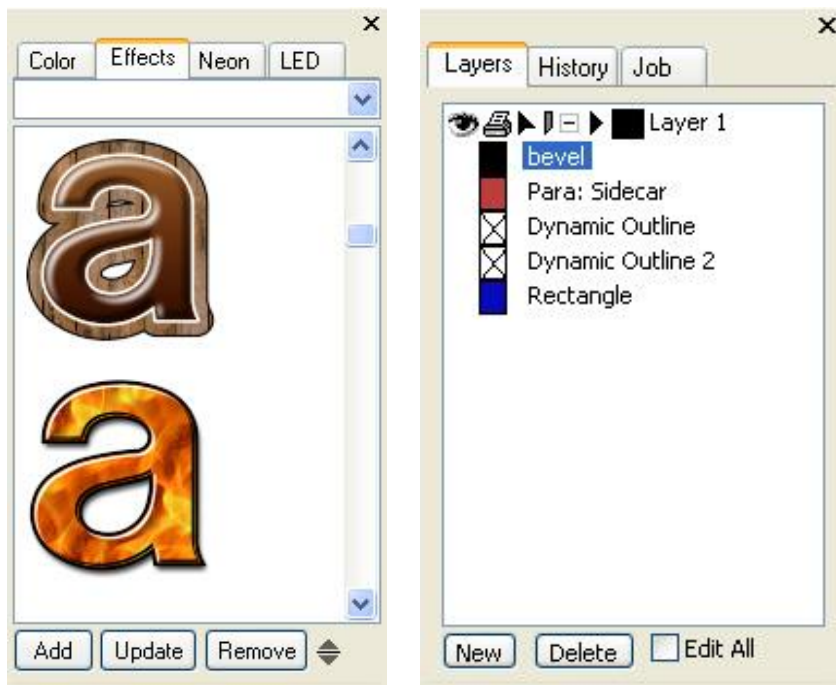 Color Effects Neon LED
a
a
Add Update Remove
Layers History Job
Layer 1
bevel
Para: Sidecar
Dynamic Outline
Dynamic Outline 2
Rectangle
New Delete Edit All